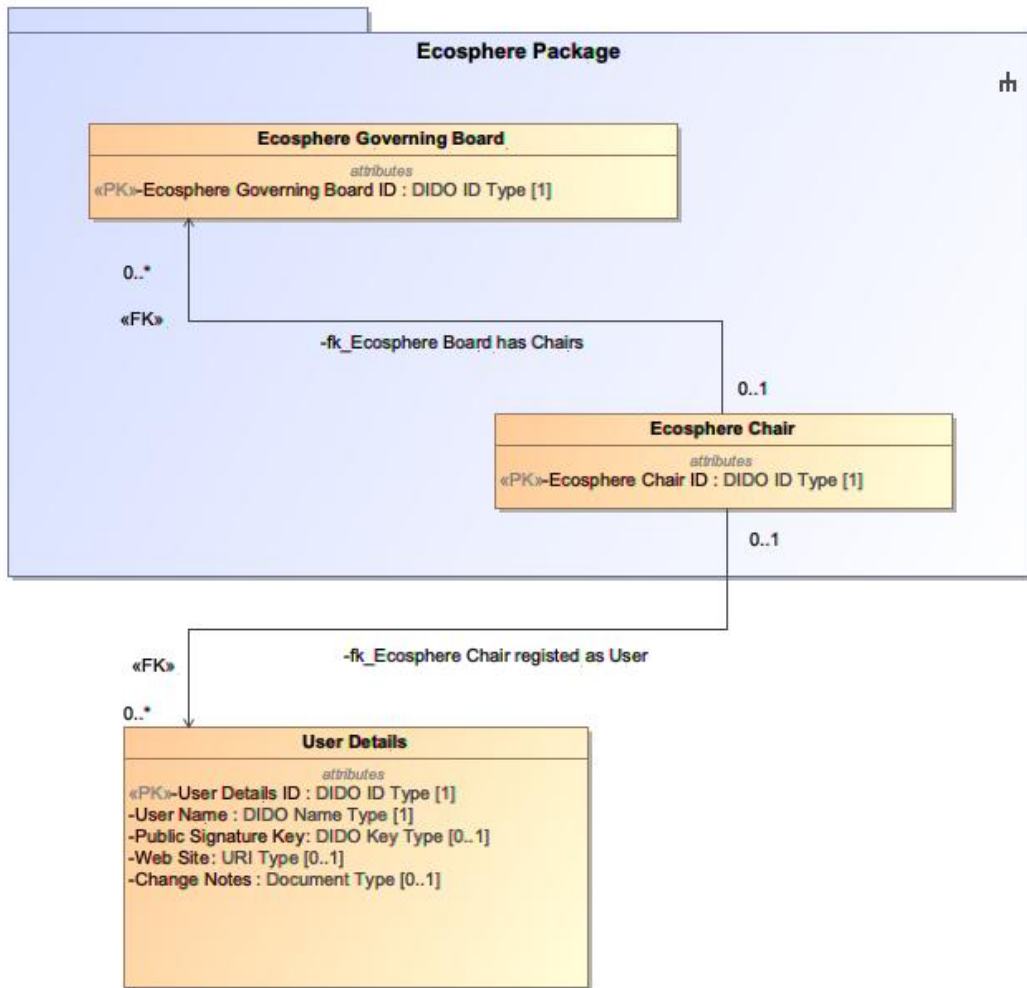 Ecosphere Package
Ecosphere Governing Board
attributes
«PK»-Ecosphere Governing Board ID : DIDO ID Type [1]
0..*
«FK»
-fk_Ecosphere Board has Chairs
0..1
Ecosphere Chair
attributes
«PK»-Ecosphere Chair ID : DIDO ID Type [1]
0..1
-fk_Ecosphere Chair registed as User
«FK»
0..*
User Details
attributes
«PK»-User Details ID : DIDO ID Type [1]
-User Name : DIDO Name Type [1]
-Public Signature Key: DIDO Key Type [0..1]
-Web Site: URI Type [0..1]
-Change Notes : Document Type [0..1]